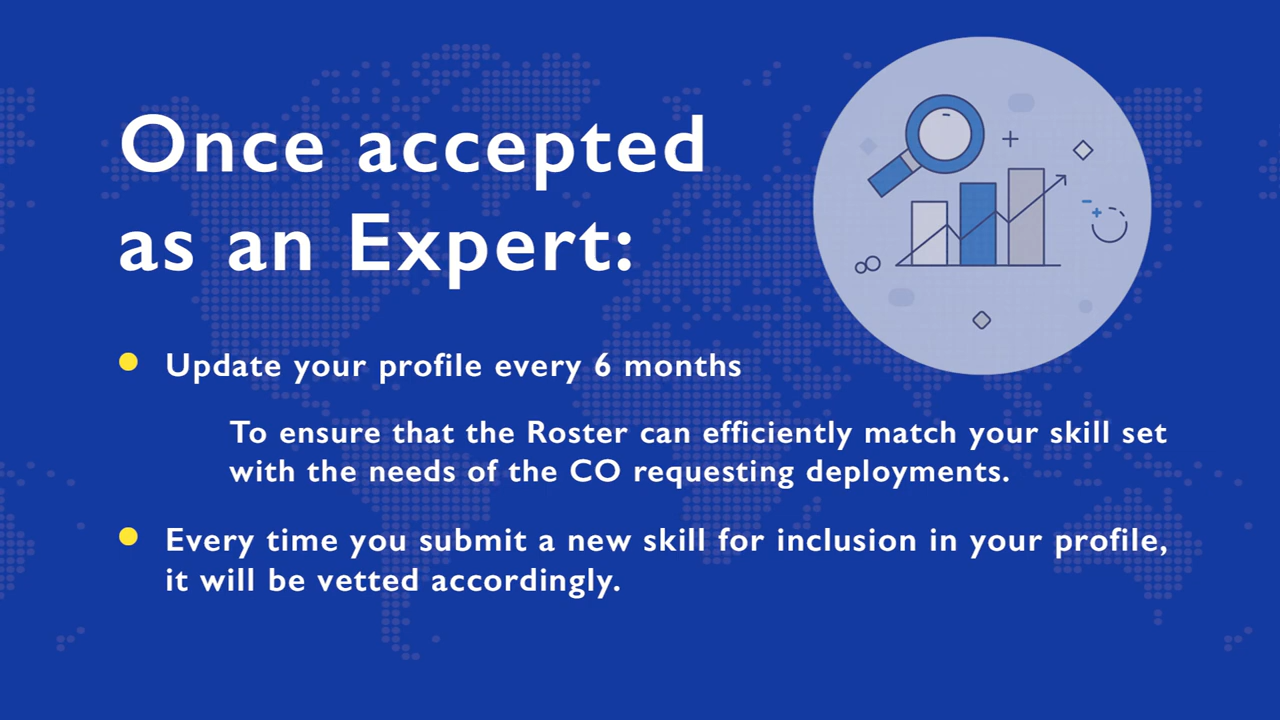 Once accepted
as an Expert:
Update your profile every 6 months
To ensure that the Roster can efficiently match your skill set
with the needs of the CO requesting deployments.
Every time you submit a new skill for inclusion in your profile,
it will be vetted accordingly.